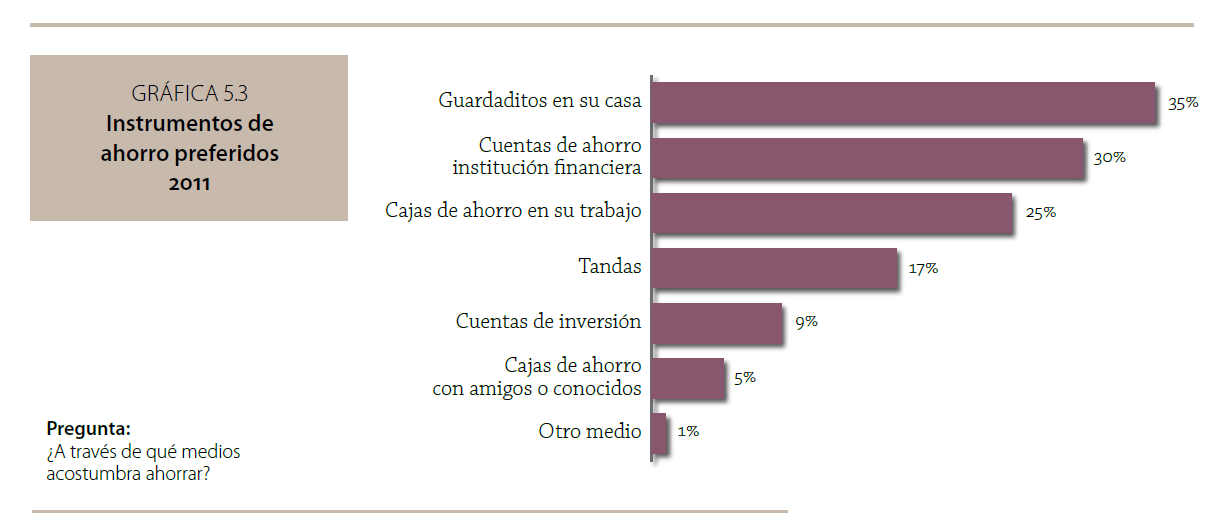 GRÁFICA 5.3
Instrumentos de
ahorro preferidos
2011
Guardaditos en su casa
35%
Cuentas de ahorro
institución financiera
30%
Cajas de ahorro en su trabajo
25%
Tandas
17%
Cuentas de inversión
9%
Cajas de ahorro
con amigos o conocidos
5%
Otro medio
1%
Pregunta:
¿A través de qué medios
acostumbra ahorrar?